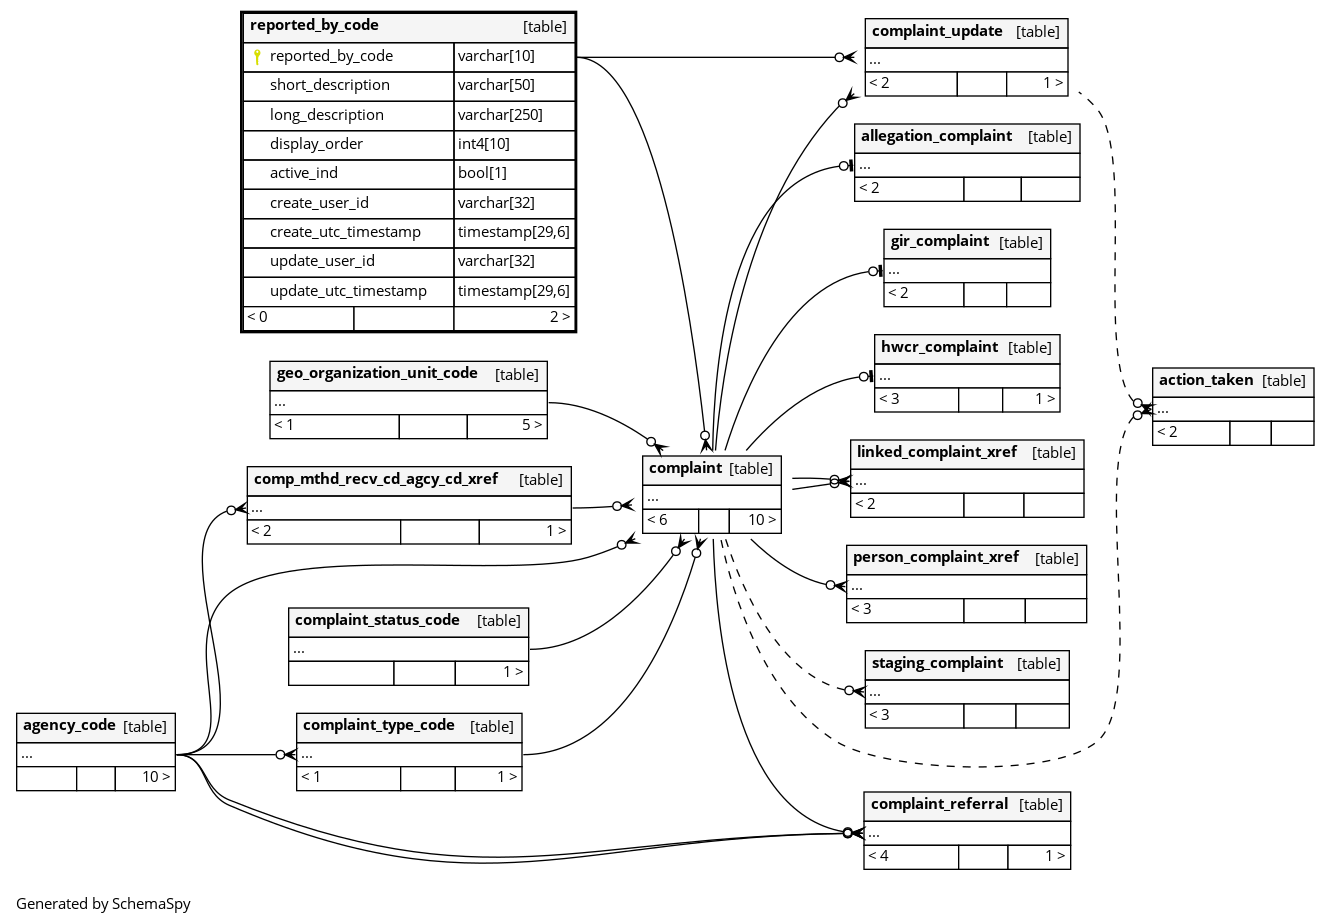 reported_by_code [table]
reported_by_code varchar[10]
short_description varchar[50]
long_description varchar[250]
display_order int4[10]
active_ind bool[1]
create_user_id varchar[32]
create_utc_timestamp timestamp[29,6]
update_user_id varchar[32]
update_utc_timestamp timestamp[29,6]
< 0 2 >
complaint_update [table]
...
< 2 1 >
allegation_complaint [table]
...
< 2
gir_complaint [table]
...
< 2
hwcr_complaint [table]
...
< 3 1 >
geo_organization_unit_code [table]
...
< 1 5 >
action_taken [table]
...
< 2
complaint [table]
...
< 6 10 >
linked_complaint_xref [table]
...
< 2
comp_mthd_recv_cd_agcy_cd_xref [table]
...
< 2 1 >
person_complaint_xref [table]
...
< 3
complaint_status_code [table]
...
1 >
staging_complaint [table]
...
< 3
agency_code [table]
...
10 >
complaint_type_code [table]
...
< 1 1 >
complaint_referral [table]
...
< 4 1 >
Generated by SchemaSpy